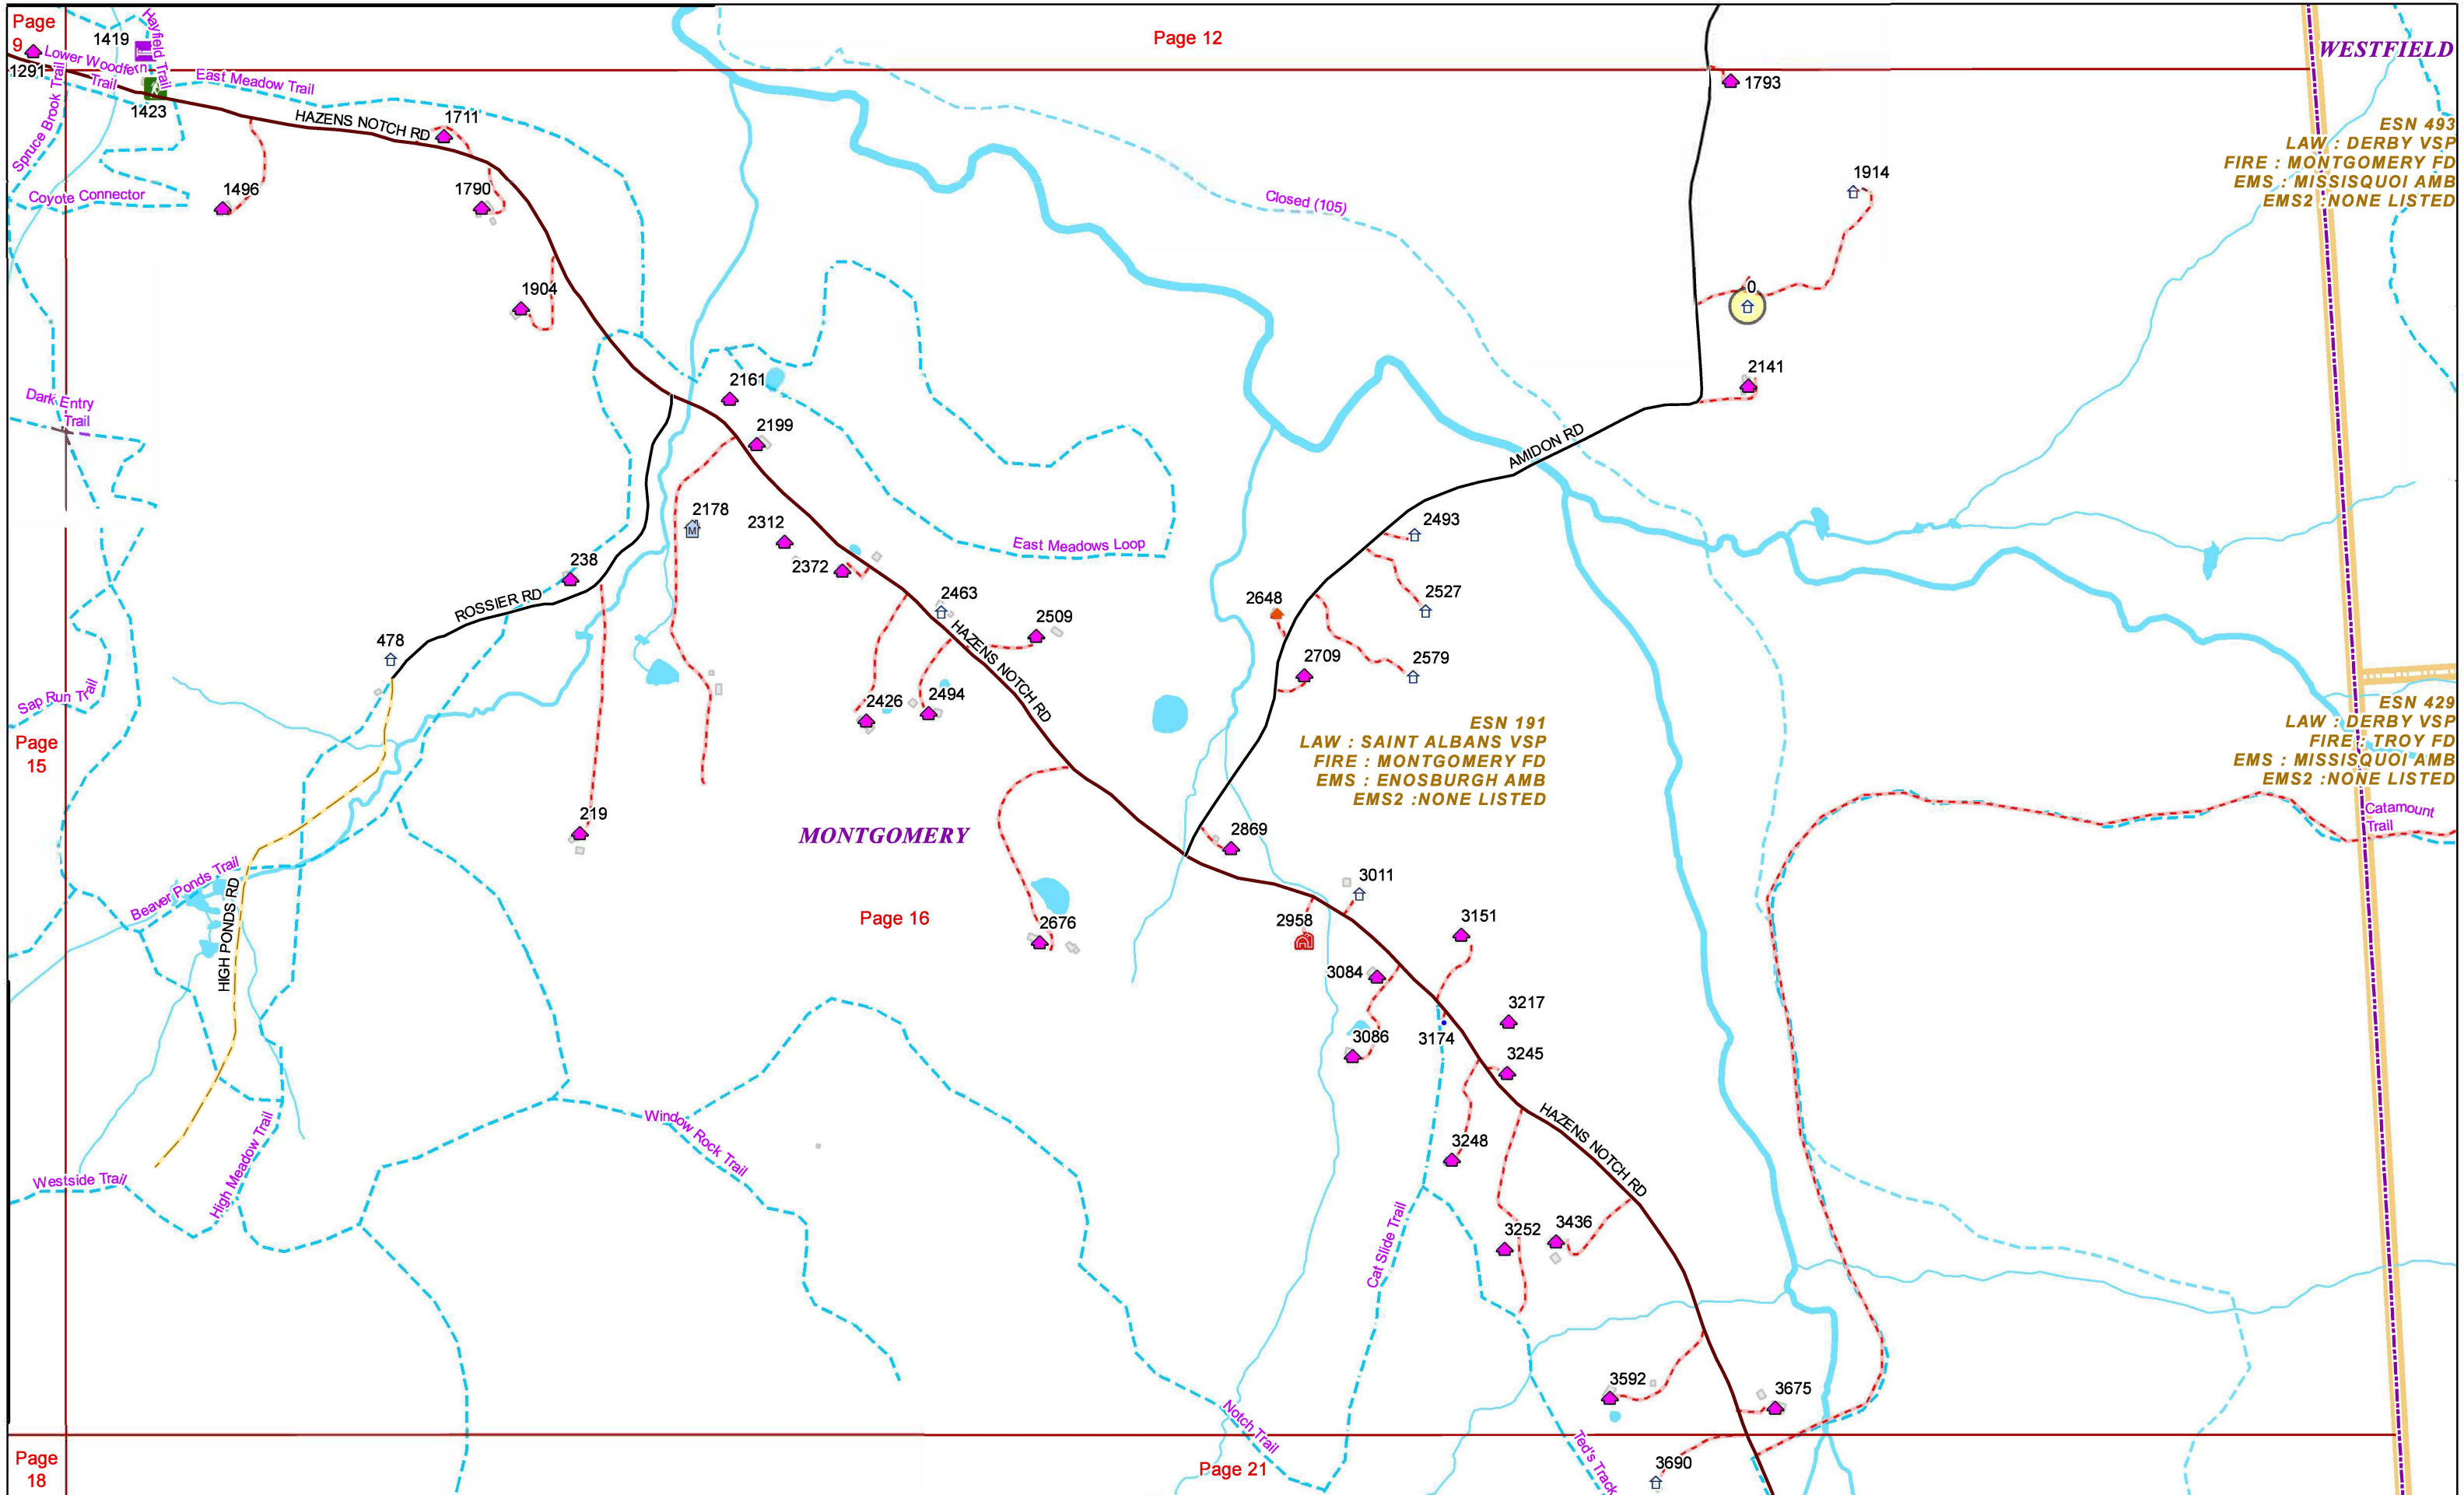 Page
9
1419
Hayfield Trail
Page 12
WESTFIELD
Lower Woodfern
Trail
1291
Spruce Brook Trail
East Meadow Trail
1793
1423
HAZENS NOTCH RD
1711
ESN 493
LAW : DERBY VSP
FIRE : MONTGOMERY FD
EMS : MISSISQUOI AMB
EMS2 :NONE LISTED
1914
1496
Coyote Connector
1790
Closed (105)
1904
0
2141
2161
Dark Entry
Trail
2199
AMIDON RD
2178
2312
2493
East Meadows Loop
238
2372
2463
2527
ROSSIER RD
2648
2509
478
HAZENS NOTCH RD
2709
2579
Sap Run Trail
2426
2494
ESN 191
LAW : SAINT ALBANS VSP
FIRE : MONTGOMERY FD
EMS : ENOSBURGH AMB
EMS2 :NONE LISTED
ESN 429
LAW : DERBY VSP
FIRE : TROY FD
EMS : MISSISQUOI AMB
EMS2 :NONE LISTED
Page
15
219
MONTGOMERY
2869
Catamount
Trail
Beaver Ponds Trail
HIGH PONDS RD
3011
Page 16
2676
2958
3151
3084
3217
3086
3174
3245
Window Rock Trail
HAZENS NOTCH RD
3248
High Meadow Trail
Westside Trail
3252
3436
Cat Slide Trail
3592
3675
Notch Trail
Ted's Track
Page
18
Page 21
3690